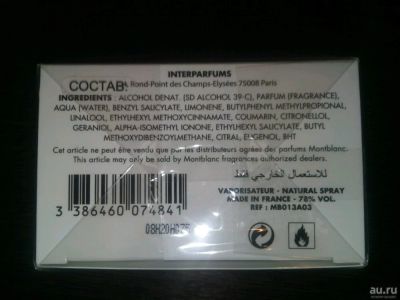 INTERPARFUMS
СОСТАВ Rond-Point des Champs-Elysées 75008 Paris
INGREDIENTS : ALCOHOL DENAT. (SD ALCOHOL 39-C), PARFUM (FRAGRANCE),
AQUA (WATER), BENZYL SALICYLATE, LIMONENE, BUTYLPHENYL METHYLPROPIONAL,
LINALOOL, ETHYLHEXYL METHOXYCINNAMATE, COUMARIN, CITRONELLOL,
GERANIOL, ALPHA-ISOMETHYL IONONE, ETHYLHEXYL SALICYLATE, BUTYL
METHOXYDIBENZOYLMETHANE, CITRAL, EUGENOL, BHT
Cet article ne peut être vendu que par les distributeurs agréés des parfums Montblanc.
This article may only be sold by Montblanc fragrances authorized dealers.
للاستعمال الخارجي فقط
VAPORISATEUR - NATURAL SPRAY
MADE IN FRANCE - 78% VOL.
REF : MB013A03
3 386460 074841
au.ru